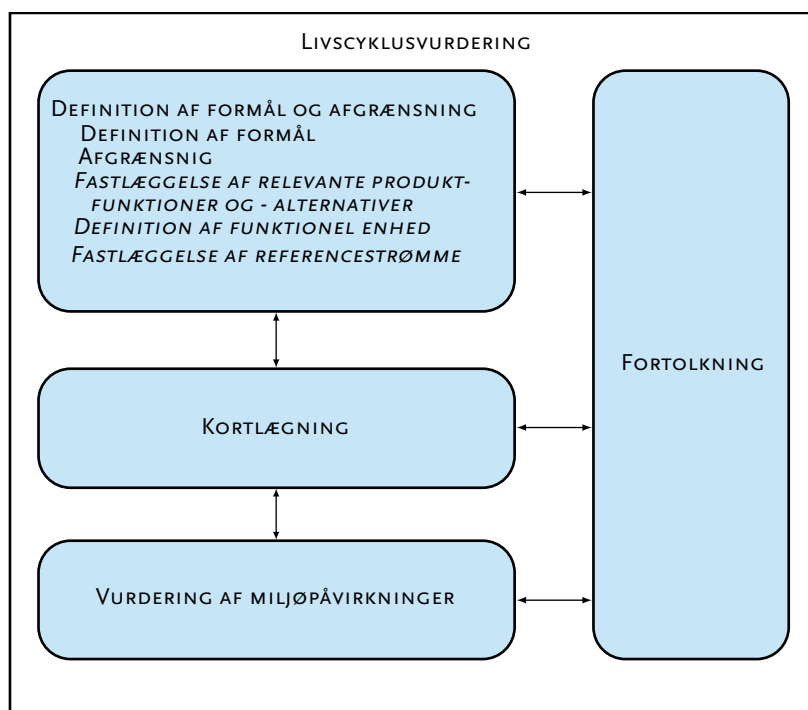 Livscyklusvurdering
Definition af formål og afgrænsning
Definition af formål
Afgrænsnig
Fastlæggelse af relevante produkt-
funktioner og - alternativer
Definition af funktionel enhed
Fastlæggelse af referencestrømme
Fortolkning
Kortlægning
Vurdering af miljøpåvirkninger